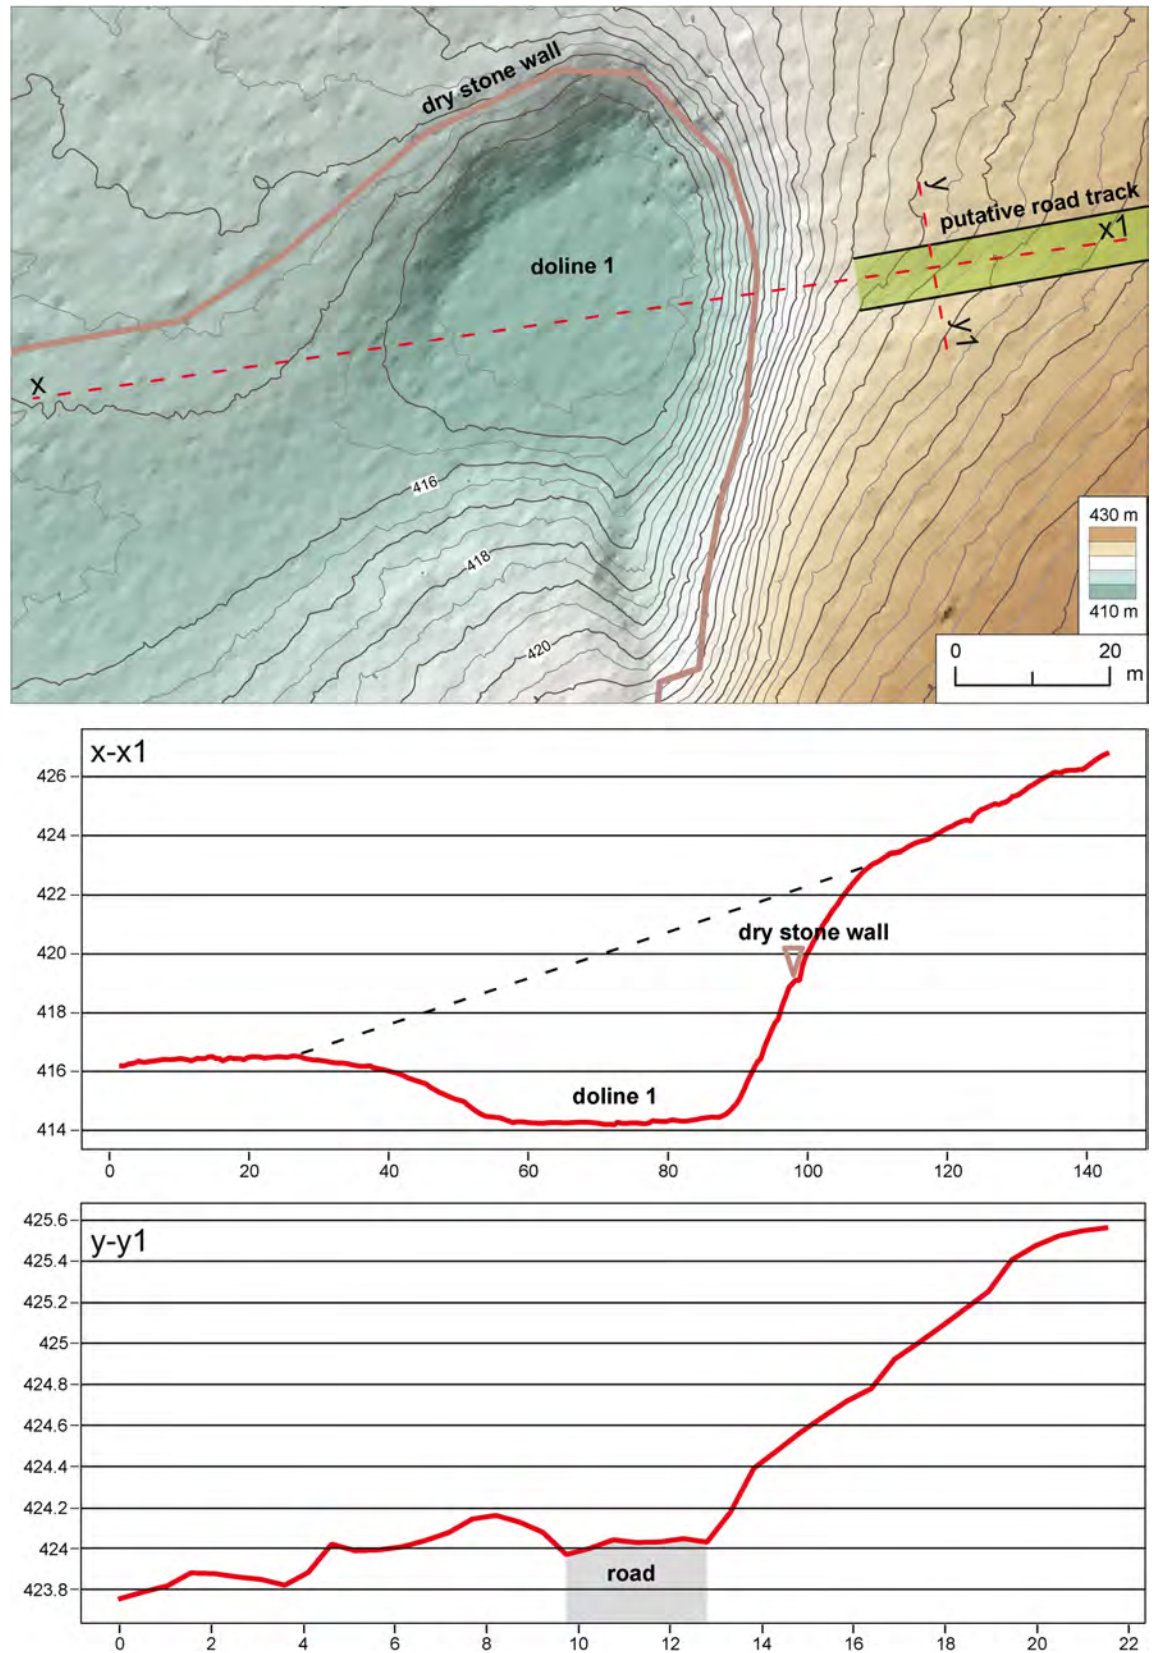 dry stone wall
y
putative road track
x1
doline 1
y1
x
416
418
420
430 m
410 m
0 20
m
x-x1
426
424
422
420
418
416
414
dry stone wall
doline 1
0 20 40 60 80 100 120 140
y-y1
425.6
425.4
425.2
425
424.8
424.6
424.4
424.2
424
423.8
road
0 2 4 6 8 10 12 14 16 18 20 22